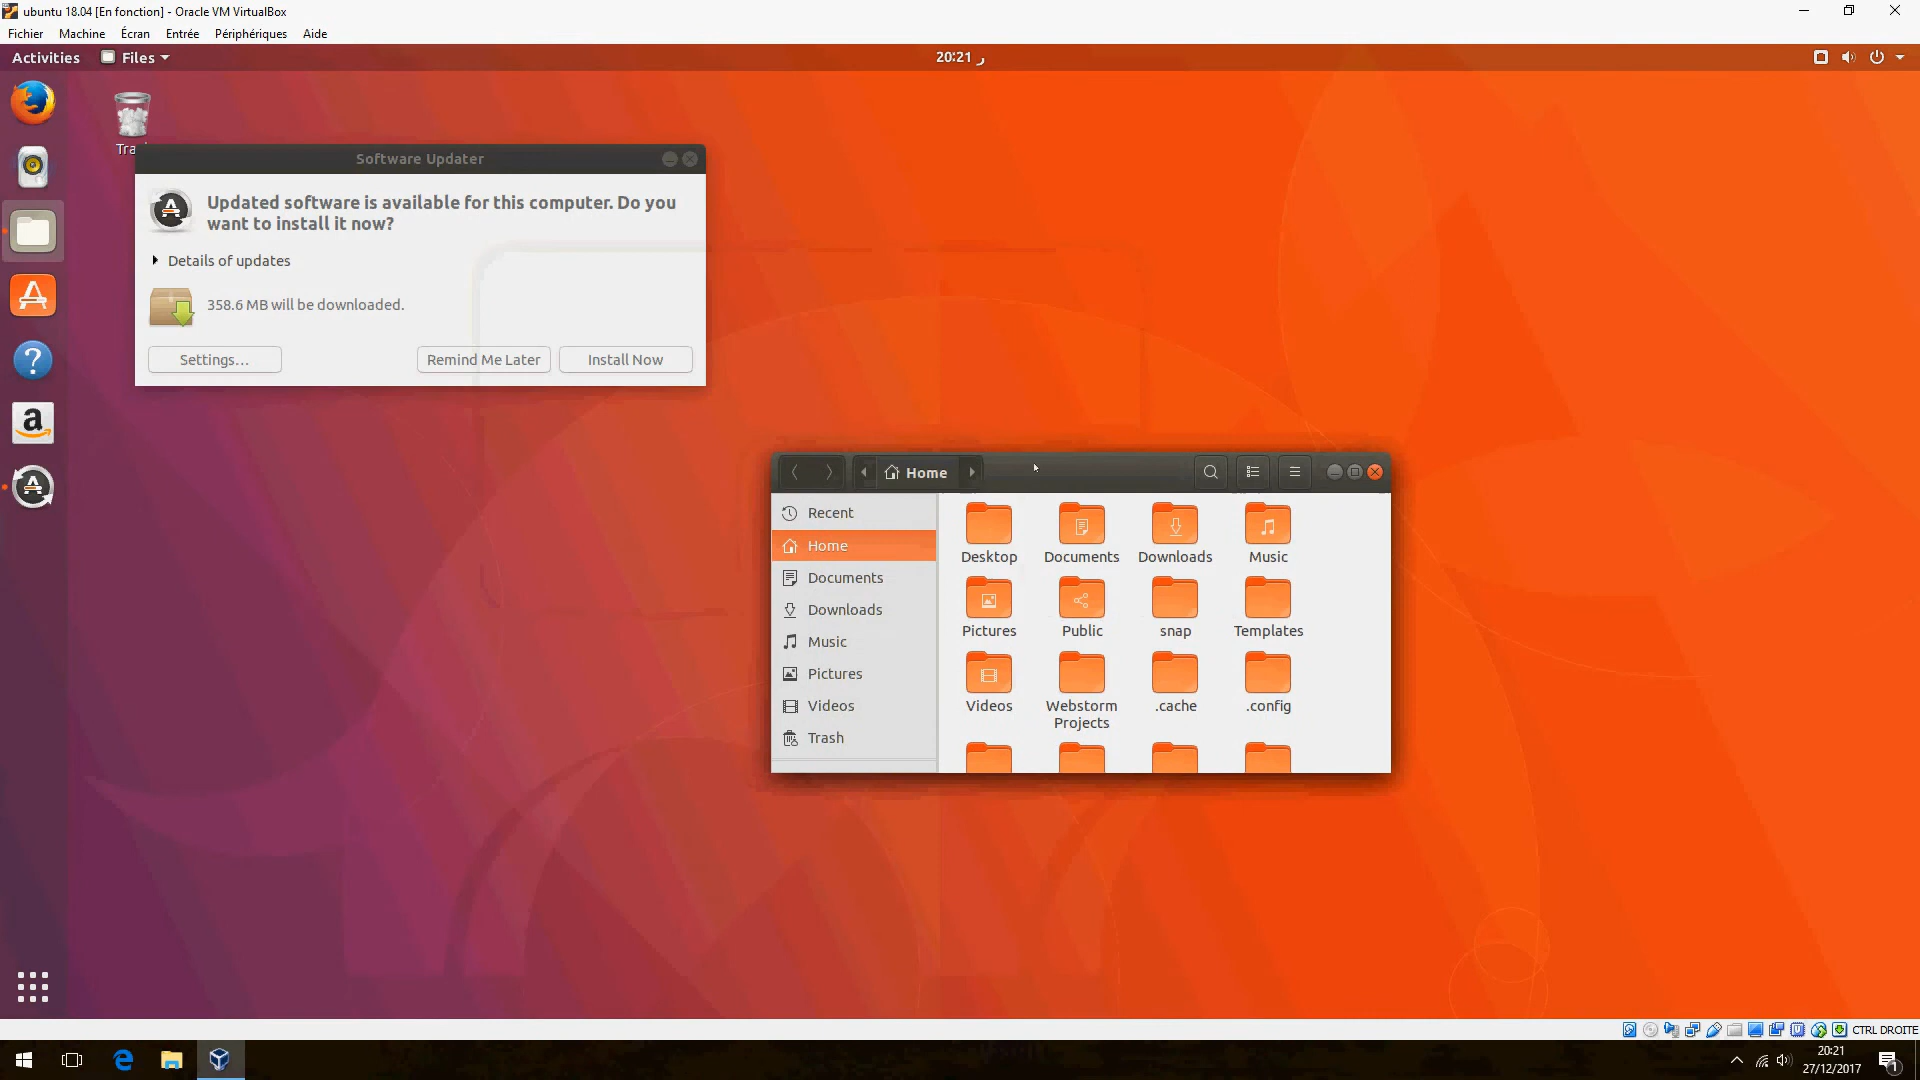 ubuntu 18.04 [En fonction] - Oracle VM VirtualBox
Fichier Machine Écran Entrée Périphériques Aide
Activities Files
20:21 ر
Trash
Software Updater
Updated software is available for this computer. Do you
want to install it now?
Details of updates
358.6 MB will be downloaded.
Settings...
Remind Me Later
Install Now
Home
Recent
Home
Documents
Downloads
Music
Pictures
Videos
Trash
Desktop
Documents
Downloads
Music
Pictures
Public
snap
Templates
Videos
Webstorm
Projects
.cache
.config
CTRL DROITE
20:21
27/12/2017
1